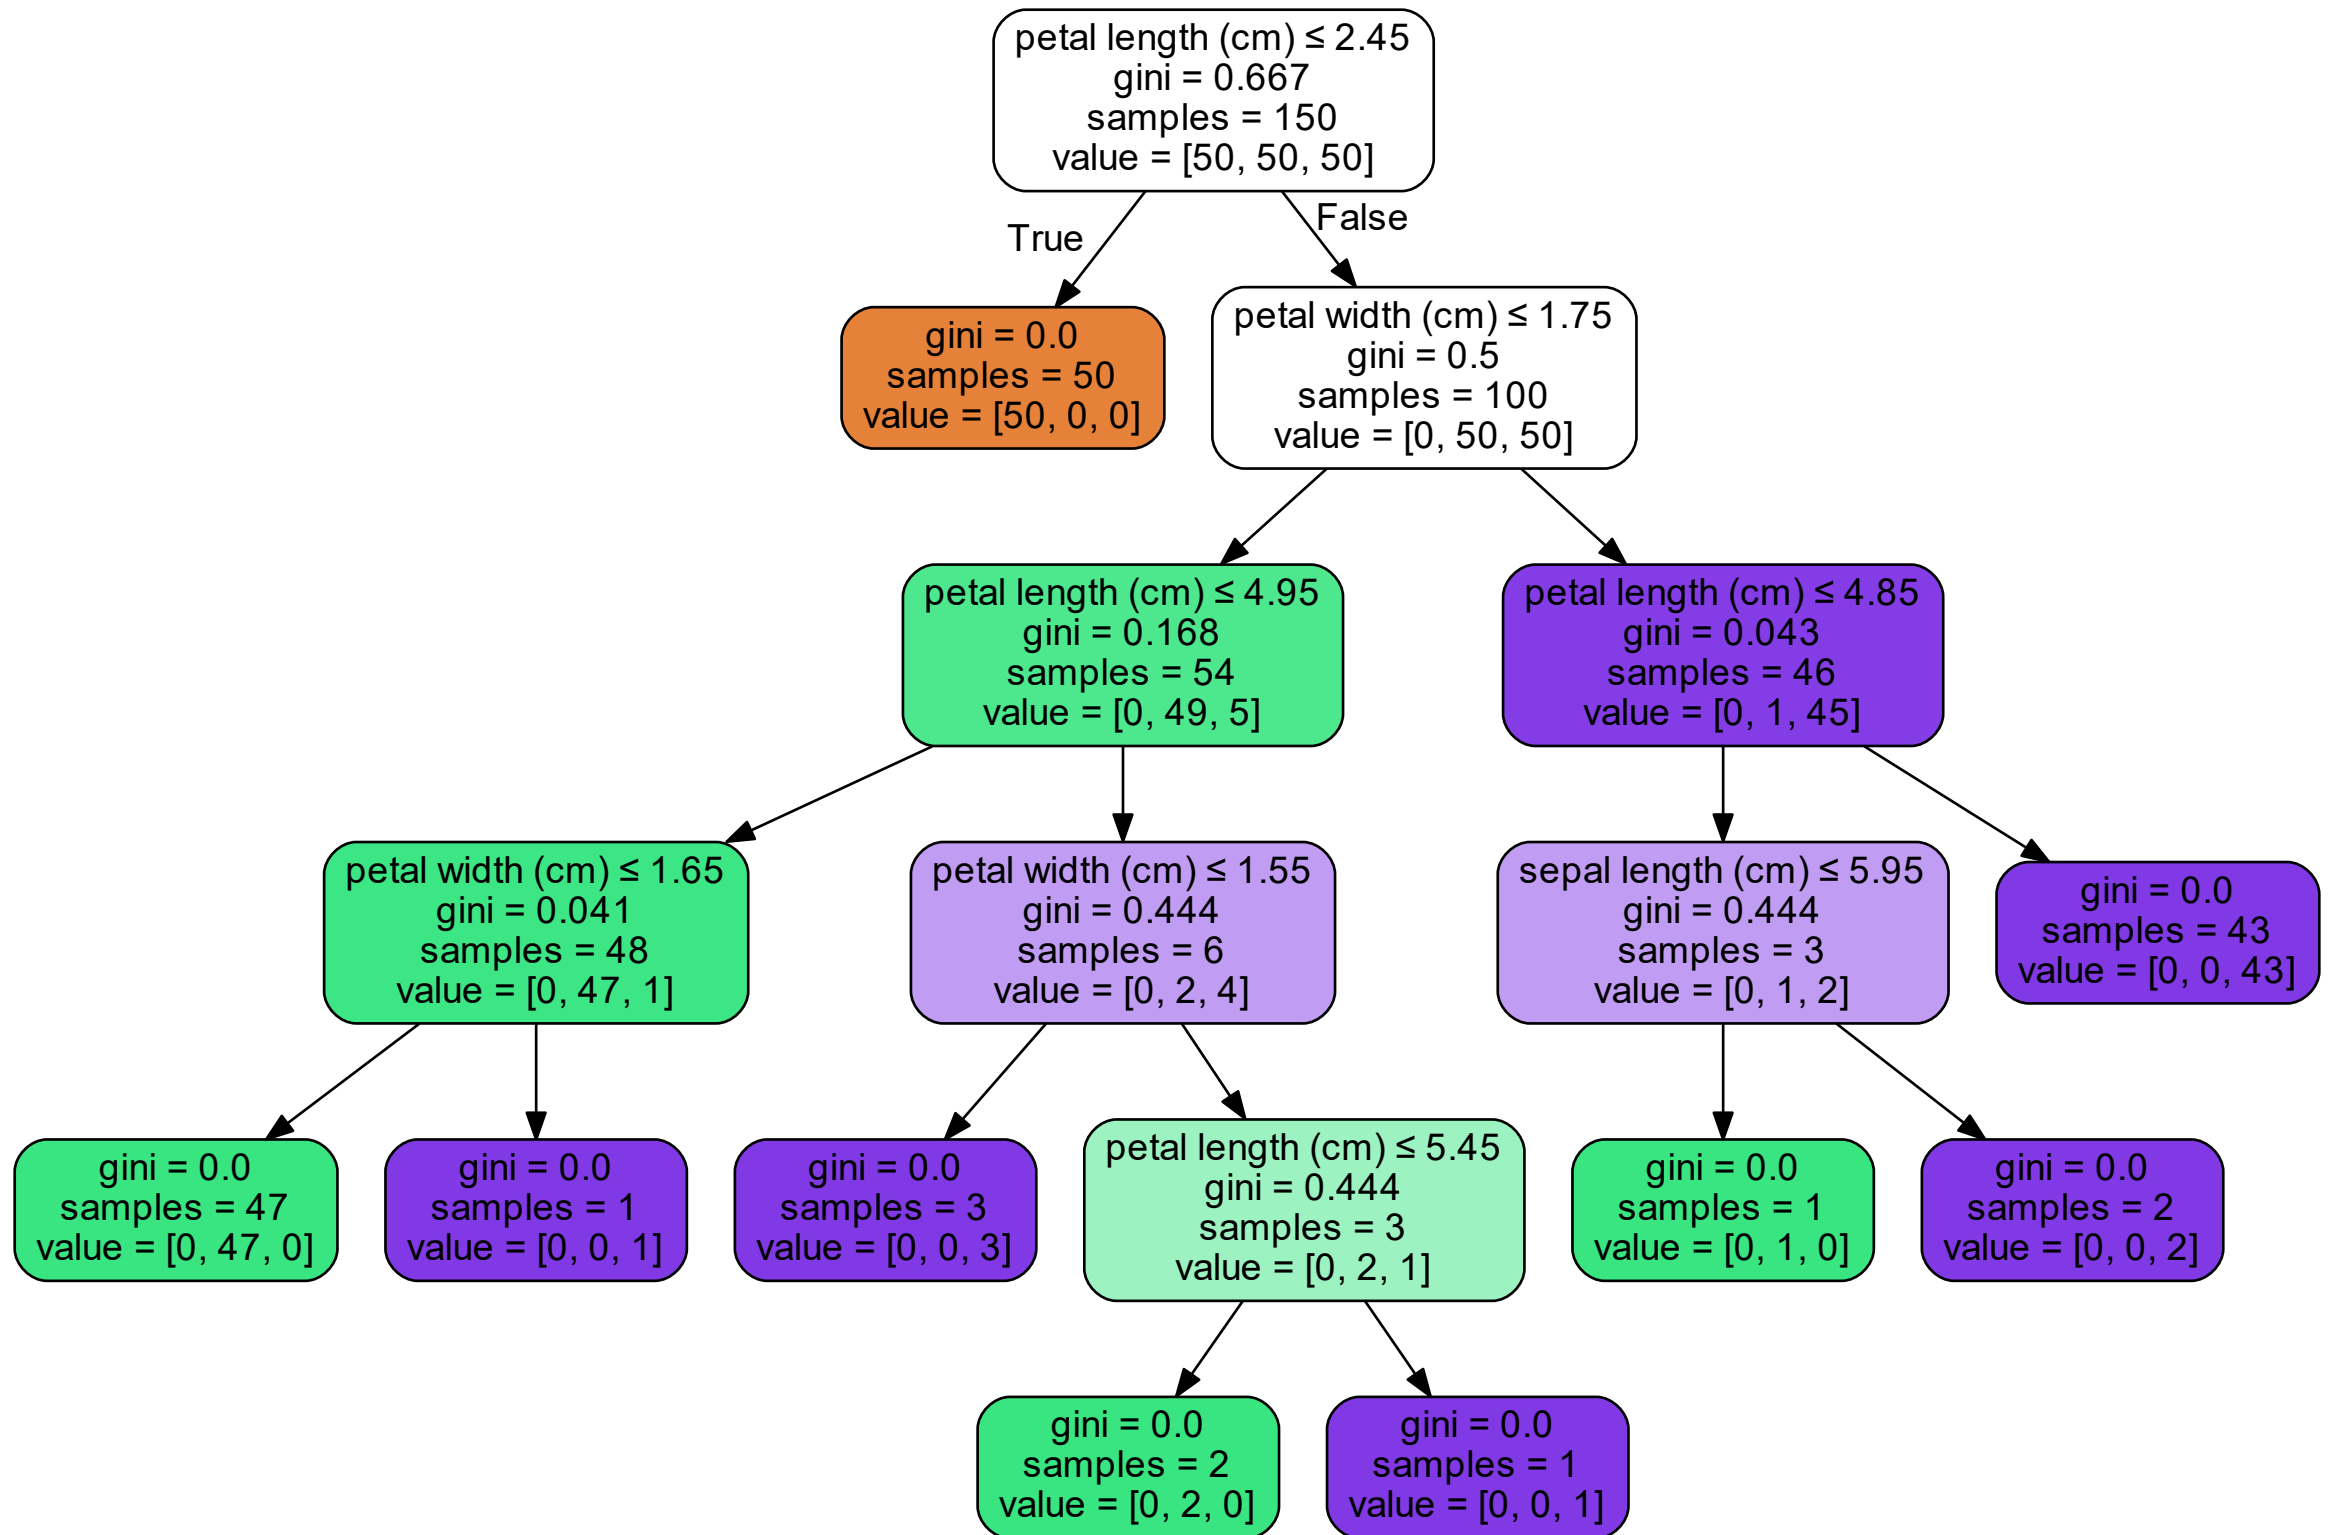 petal length (cm) ≤ 2.45
gini = 0.667
samples = 150
value = [50, 50, 50]
True
False
gini = 0.0
samples = 50
value = [50, 0, 0]
petal width (cm) ≤ 1.75
gini = 0.5
samples = 100
value = [0, 50, 50]
petal length (cm) ≤ 4.95
gini = 0.168
samples = 54
value = [0, 49, 5]
petal length (cm) ≤ 4.85
gini = 0.043
samples = 46
value = [0, 1, 45]
petal width (cm) ≤ 1.65
gini = 0.041
samples = 48
value = [0, 47, 1]
petal width (cm) ≤ 1.55
gini = 0.444
samples = 6
value = [0, 2, 4]
sepal length (cm) ≤ 5.95
gini = 0.444
samples = 3
value = [0, 1, 2]
gini = 0.0
samples = 43
value = [0, 0, 43]
gini = 0.0
samples = 47
value = [0, 47, 0]
gini = 0.0
samples = 1
value = [0, 0, 1]
gini = 0.0
samples = 3
value = [0, 0, 3]
petal length (cm) ≤ 5.45
gini = 0.444
samples = 3
value = [0, 2, 1]
gini = 0.0
samples = 1
value = [0, 1, 0]
gini = 0.0
samples = 2
value = [0, 0, 2]
gini = 0.0
samples = 2
value = [0, 2, 0]
gini = 0.0
samples = 1
value = [0, 0, 1]